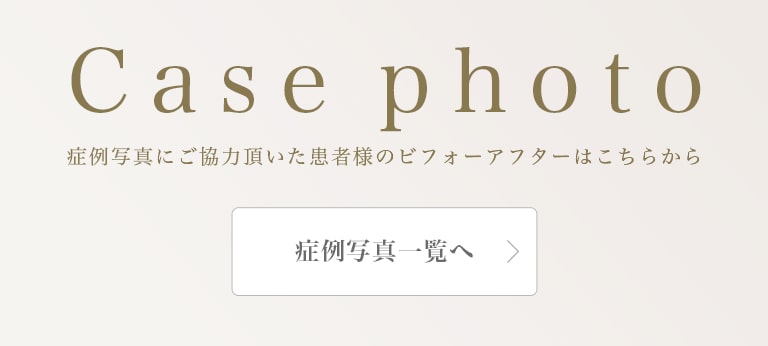 Case photo
症例写真にご協力頂いた患者様のビフォーアフターはこちらから
症例写真一覧へ